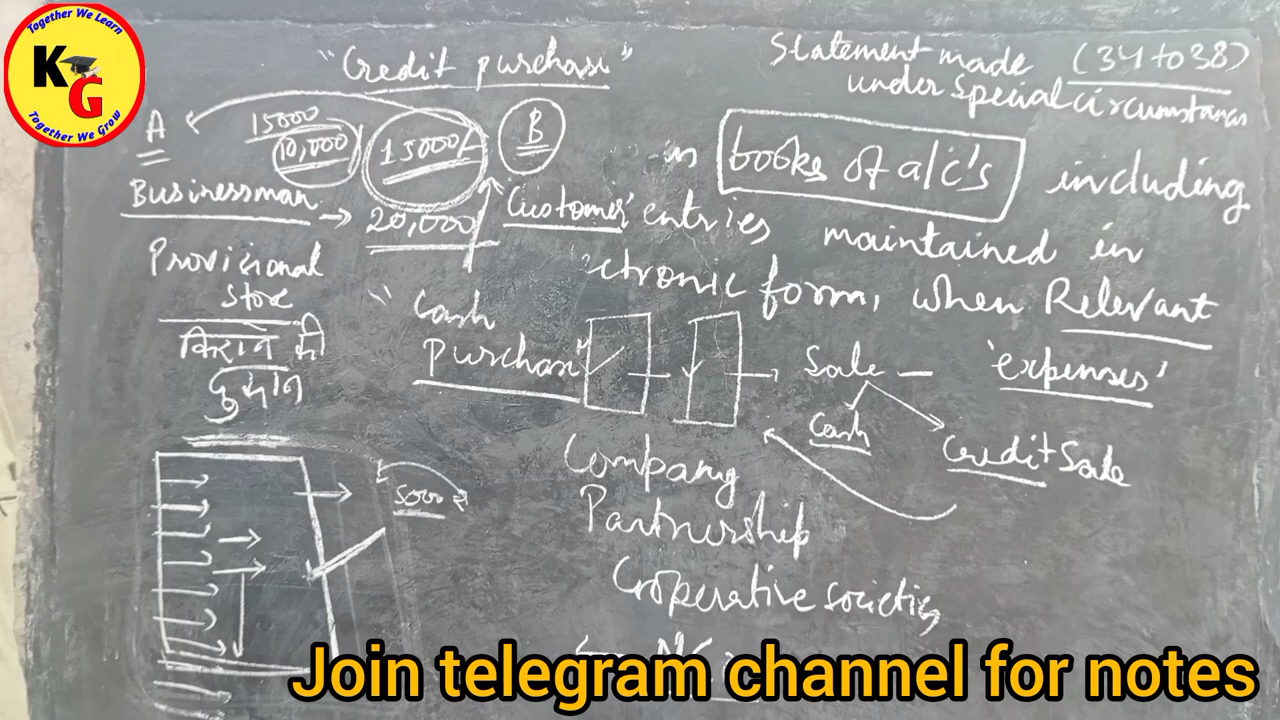 Together We Learn
KG
Together We Grow
"Credit purchase"
Statement made (34 to 38)
under special circumstances
A
15000
10,000
15000/-
B
Businessman → 20,000/
Customer
Provisional
store
किराने की
दुकान
books of a/c's including
entries maintained in
ctronic form, when Relevant
"Cash
purchase"
Sale — 'expenses'
Cash
Credit Sale
5000
Company
Partnership
Cooperative societies
Join telegram channel for notes